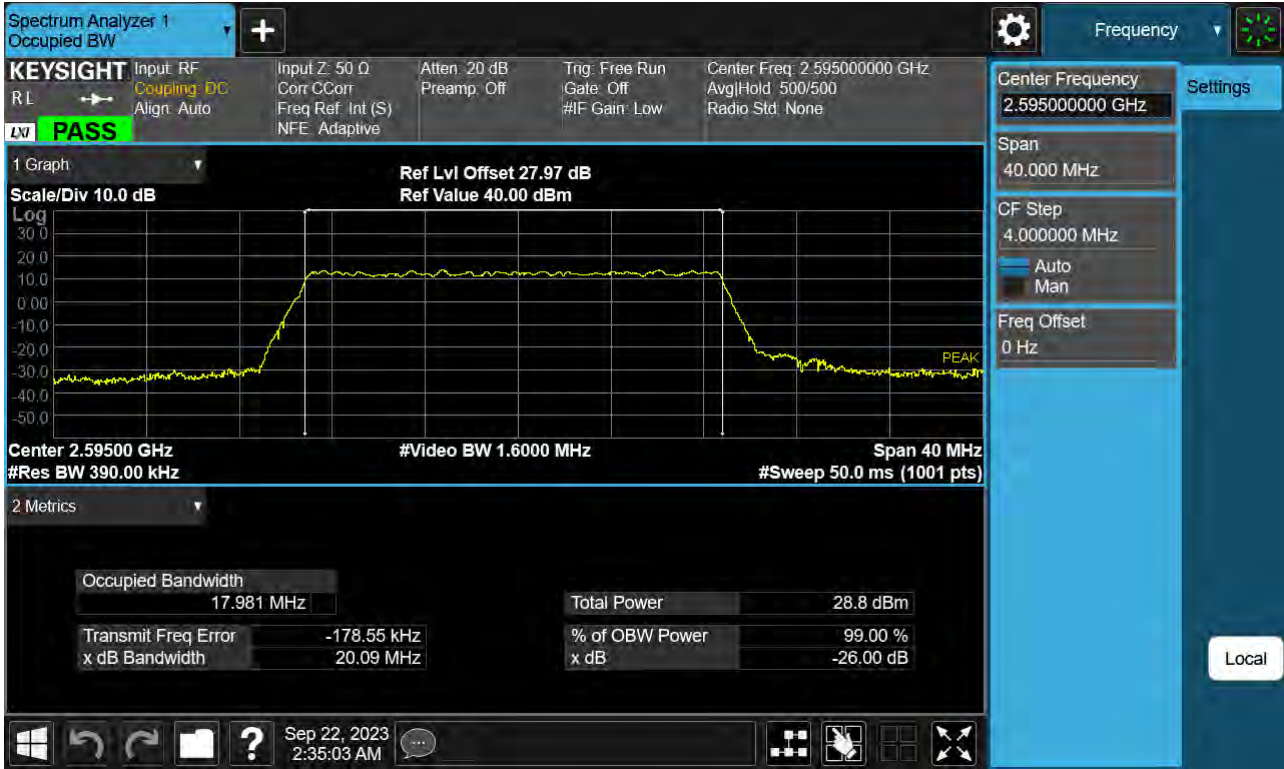 Spectrum Analyzer 1
Occupied BW
+
Frequency
KEYSIGHT
R L
LXI PASS
Input: RF
Coupling: DC
Align: Auto
Input Z: 50 Ω
Corr CCorr
Freq Ref: Int (S)
NFE: Adaptive
Atten: 20 dB
Preamp: Off
Trig: Free Run
Gate: Off
#IF Gain: Low
Center Freq: 2.595000000 GHz
Avg|Hold: 500/500
Radio Std: None
Center Frequency
2.595000000 GHz
Settings
Span
40.000 MHz
CF Step
4.000000 MHz
Auto
Man
Freq Offset
0 Hz
Local
1 Graph
Scale/Div 10.0 dB
Ref Lvl Offset 27.97 dB
Ref Value 40.00 dBm
Log
30.0
20.0
10.0
0.00
-10.0
-20.0
-30.0
-40.0
-50.0
PEAK
Center 2.59500 GHz
#Res BW 390.00 kHz
#Video BW 1.6000 MHz
Span 40 MHz
#Sweep 50.0 ms (1001 pts)
2 Metrics
Occupied Bandwidth
17.981 MHz
Transmit Freq Error -178.55 kHz
x dB Bandwidth 20.09 MHz
Total Power 28.8 dBm
% of OBW Power 99.00 %
x dB -26.00 dB
?
Sep 22, 2023
2:35:03 AM